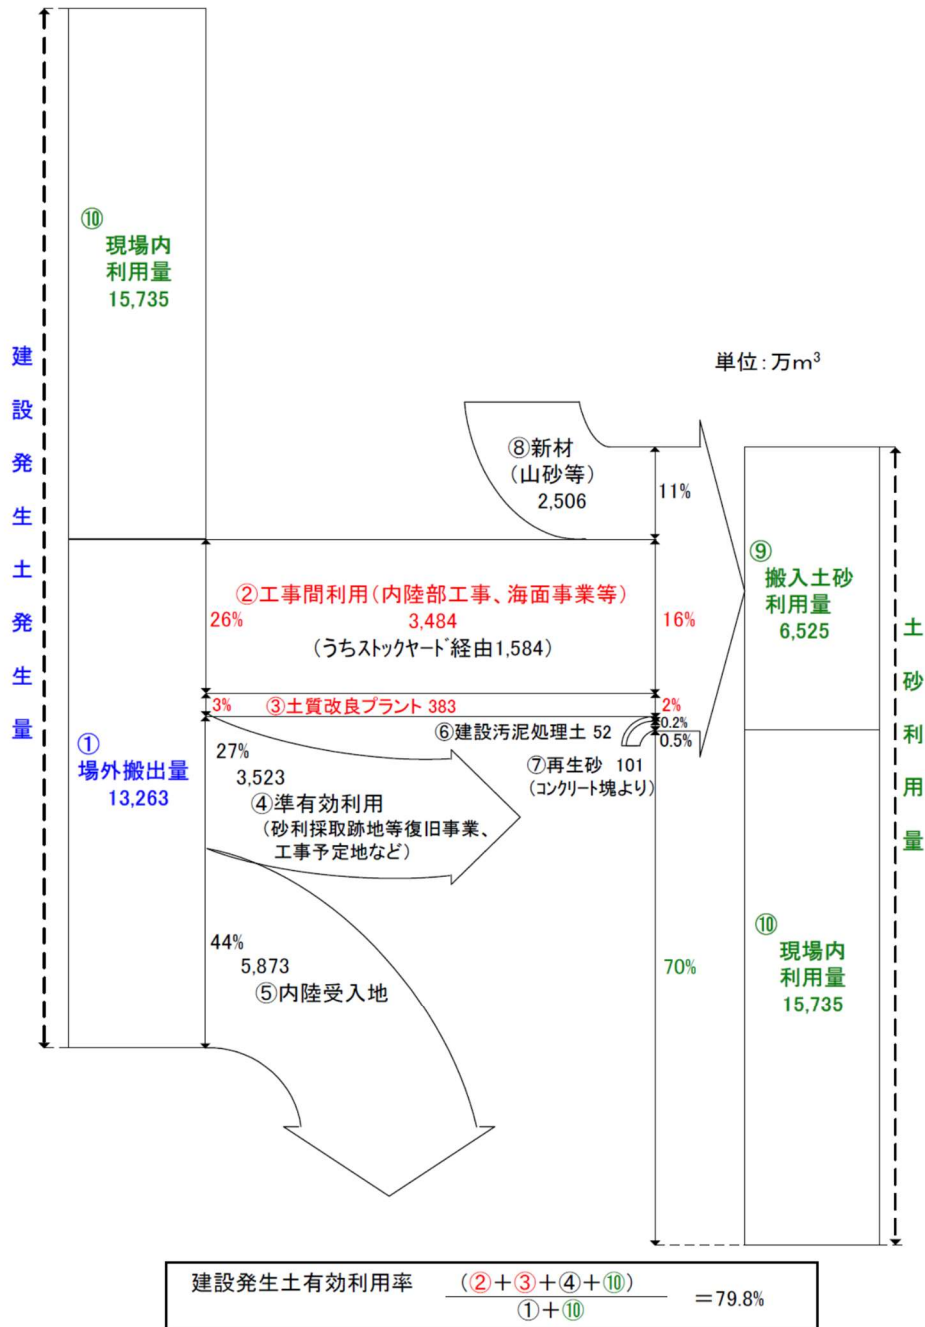 建設発生土発生量
⑩
現場内
利用量
15,735
単位：万m³
⑧新材
（山砂等）
2,506
11%
②工事間利用（内陸部工事、海面事業等）
3,484
（うちストックヤード経由1,584）
26%
16%
⑨
搬入土砂
利用量
6,525
3%
③土質改良プラント 383
2%
⑥建設汚泥処理土 52
0.2%
0.5%
⑦再生砂 101
（コンクリート塊より）
①
場外搬出量
13,263
27%
3,523
④準有効利用
（砂利採取跡地等復旧事業、
工事予定地など）
44%
5,873
⑤内陸受入地
70%
⑩
現場内
利用量
15,735
土砂利用量
建設発生土有効利用率 （②＋③＋④＋⑩） ＝79.8%
①＋⑩